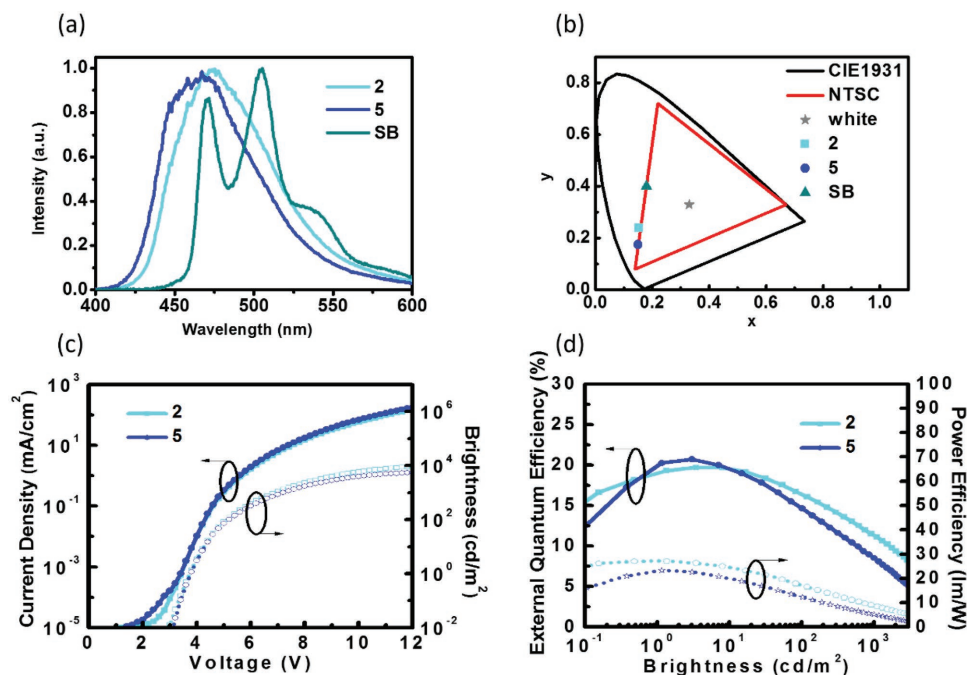 (a)
1.0
0.8
0.6
0.4
0.2
0.0
Intensity (a.u.)
2
5
SB
400 450 500 550 600
Wavelength (nm)
(b)
0.8
0.6
0.4
0.2
0.0
y
CIE1931
NTSC
white
2
5
SB
0.0 0.2 0.4 0.6 0.8 1.0
x
(c)
10^3
10^1
10^-1
10^-3
10^-5
Current Density (mA/cm^2)
2
5
10^6
10^4
10^2
10^0
10^-2
Brightness (cd/m^2)
0 2 4 6 8 10 12
Voltage (V)
(d)
30
25
20
15
10
5
0
External Quantum Efficiency (%)
2
5
100
90
80
70
60
50
40
30
20
10
0
Power Efficiency (lm/W)
10^-1 10^0 10^1 10^2 10^3
Brightness (cd/m^2)